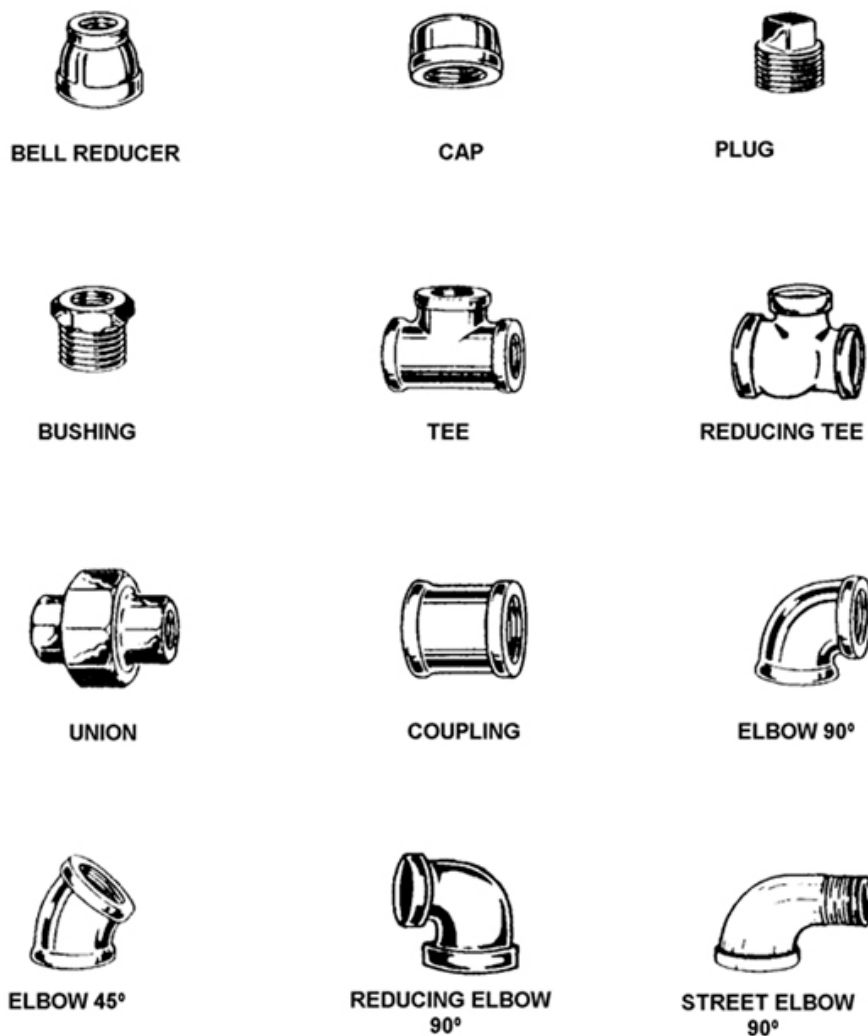 BELL REDUCER
CAP
PLUG
BUSHING
TEE
REDUCING TEE
UNION
COUPLING
ELBOW 90º
ELBOW 45º
REDUCING ELBOW
90º
STREET ELBOW
90º